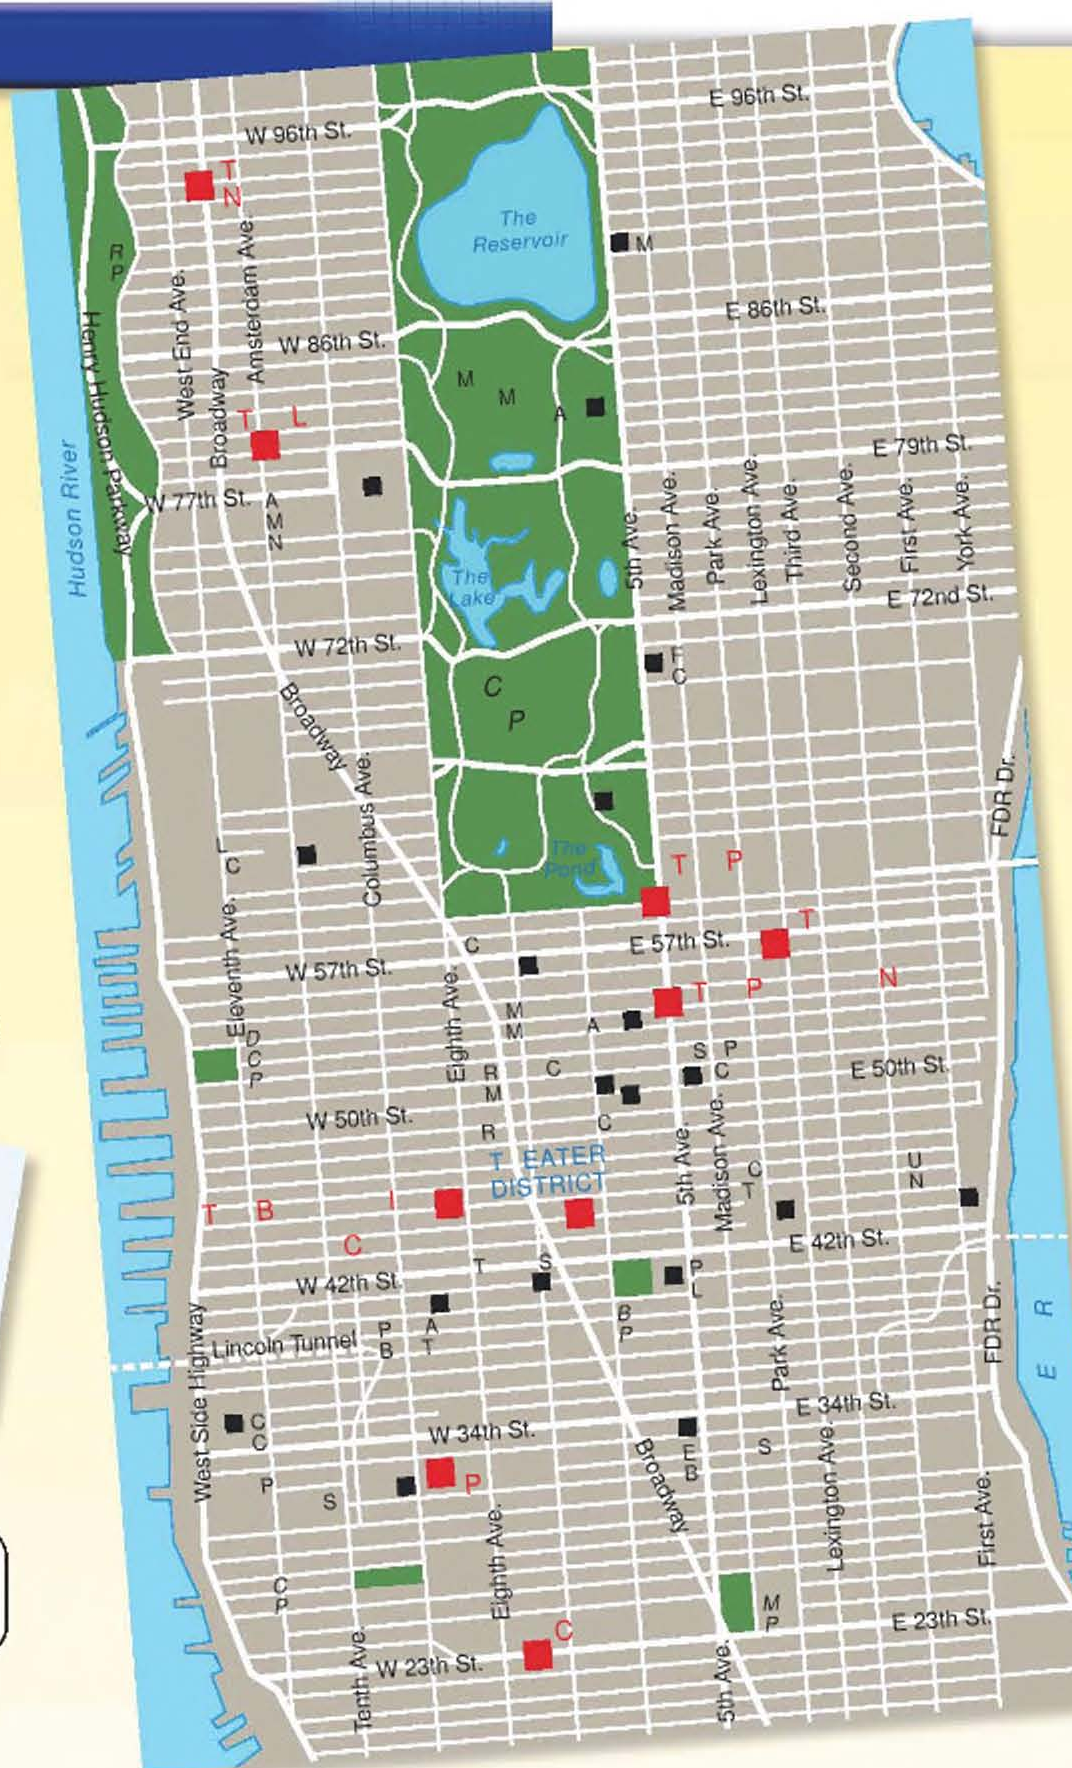 E 96th St.
W 96th St.
T
N
The
Reservoir
M
R
P
Amsterdam Ave.
West End Ave.
E 86th St.
Henry Hudson Parkway
W 86th St.
Broadway
M
M
A
T L
E 79th St.
Hudson River
W 77th St.
A
M
N
5th Ave.
Madison Ave.
Park Ave.
Lexington Ave.
Third Ave.
Second Ave.
First Ave.
York Ave.
The
Lake
E 72nd St.
W 72th St.
C
C
P
Broadway
Columbus Ave.
FDR Dr.
L
C
The
Pond
T P
T
Eleventh Ave.
C
E 57th St.
W 57th St.
Eighth Ave.
T P
N
M
M
A
D
C
P
S P
C
R
M
C
E 50th St.
W 50th St.
R
C
T EATER
DISTRICT
5th Ave.
Madison Ave.
C
T
U
N
T B I
C
E 42th St.
W 42th St.
T
S
P
L
B
P
Lincoln Tunnel
P
B
A
T
West Side Highway
Park Ave.
FDR Dr.
E R
E 34th St.
C
C
W 34th St.
Broadway
E
B
S
Lexington Ave.
P
S
P
Eighth Ave.
First Ave.
C
P
M
P
C
E 23th St.
W 23th St.
Tenth Ave.
5th Ave.